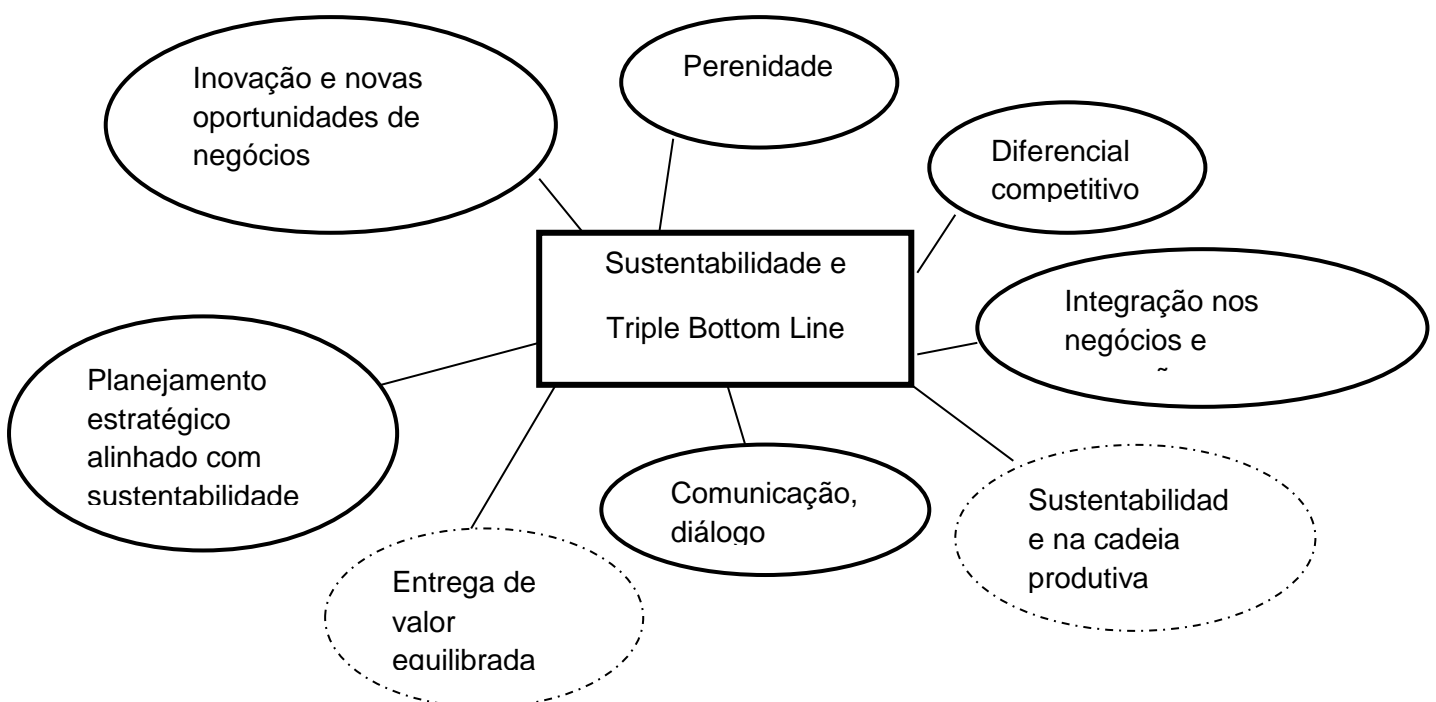 Inovação e novas
oportunidades de
negócios
Perenidade
Diferencial
competitivo
Sustentabilidade e
Triple Bottom Line
Integração nos
negócios e
Planejamento
estratégico
alinhado com
sustentabilidade
Comunicação,
diálogo
Sustentabilidad
e na cadeia
produtiva
Entrega de
valor
equilibrada